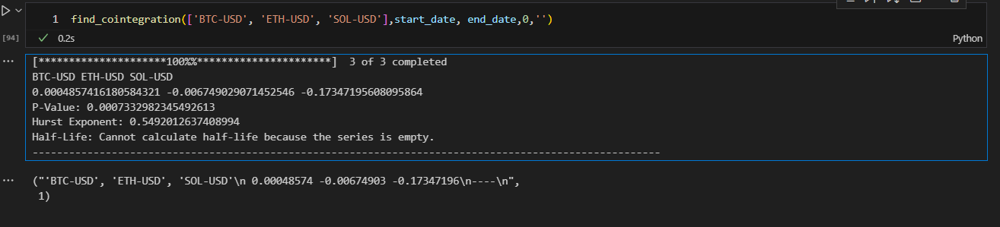 1 find_cointegration(['BTC-USD', 'ETH-USD', 'SOL-USD'],start_date, end_date,0,'')
[94] ✓ 0.2s Python
... [*********************100%%**********************]  3 of 3 completed
BTC-USD ETH-USD SOL-USD
0.0004857416180584321 -0.006749029071452546 -0.17347195608095864
P-Value: 0.0007332982345492613
Hurst Exponent: 0.5492012637408994
Half-Life: Cannot calculate half-life because the series is empty.
-------------------------------------------------------------------------------------------------------
... ("'BTC-USD', 'ETH-USD', 'SOL-USD'\n 0.00048574 -0.00674903 -0.17347196\n----\n",
 1)